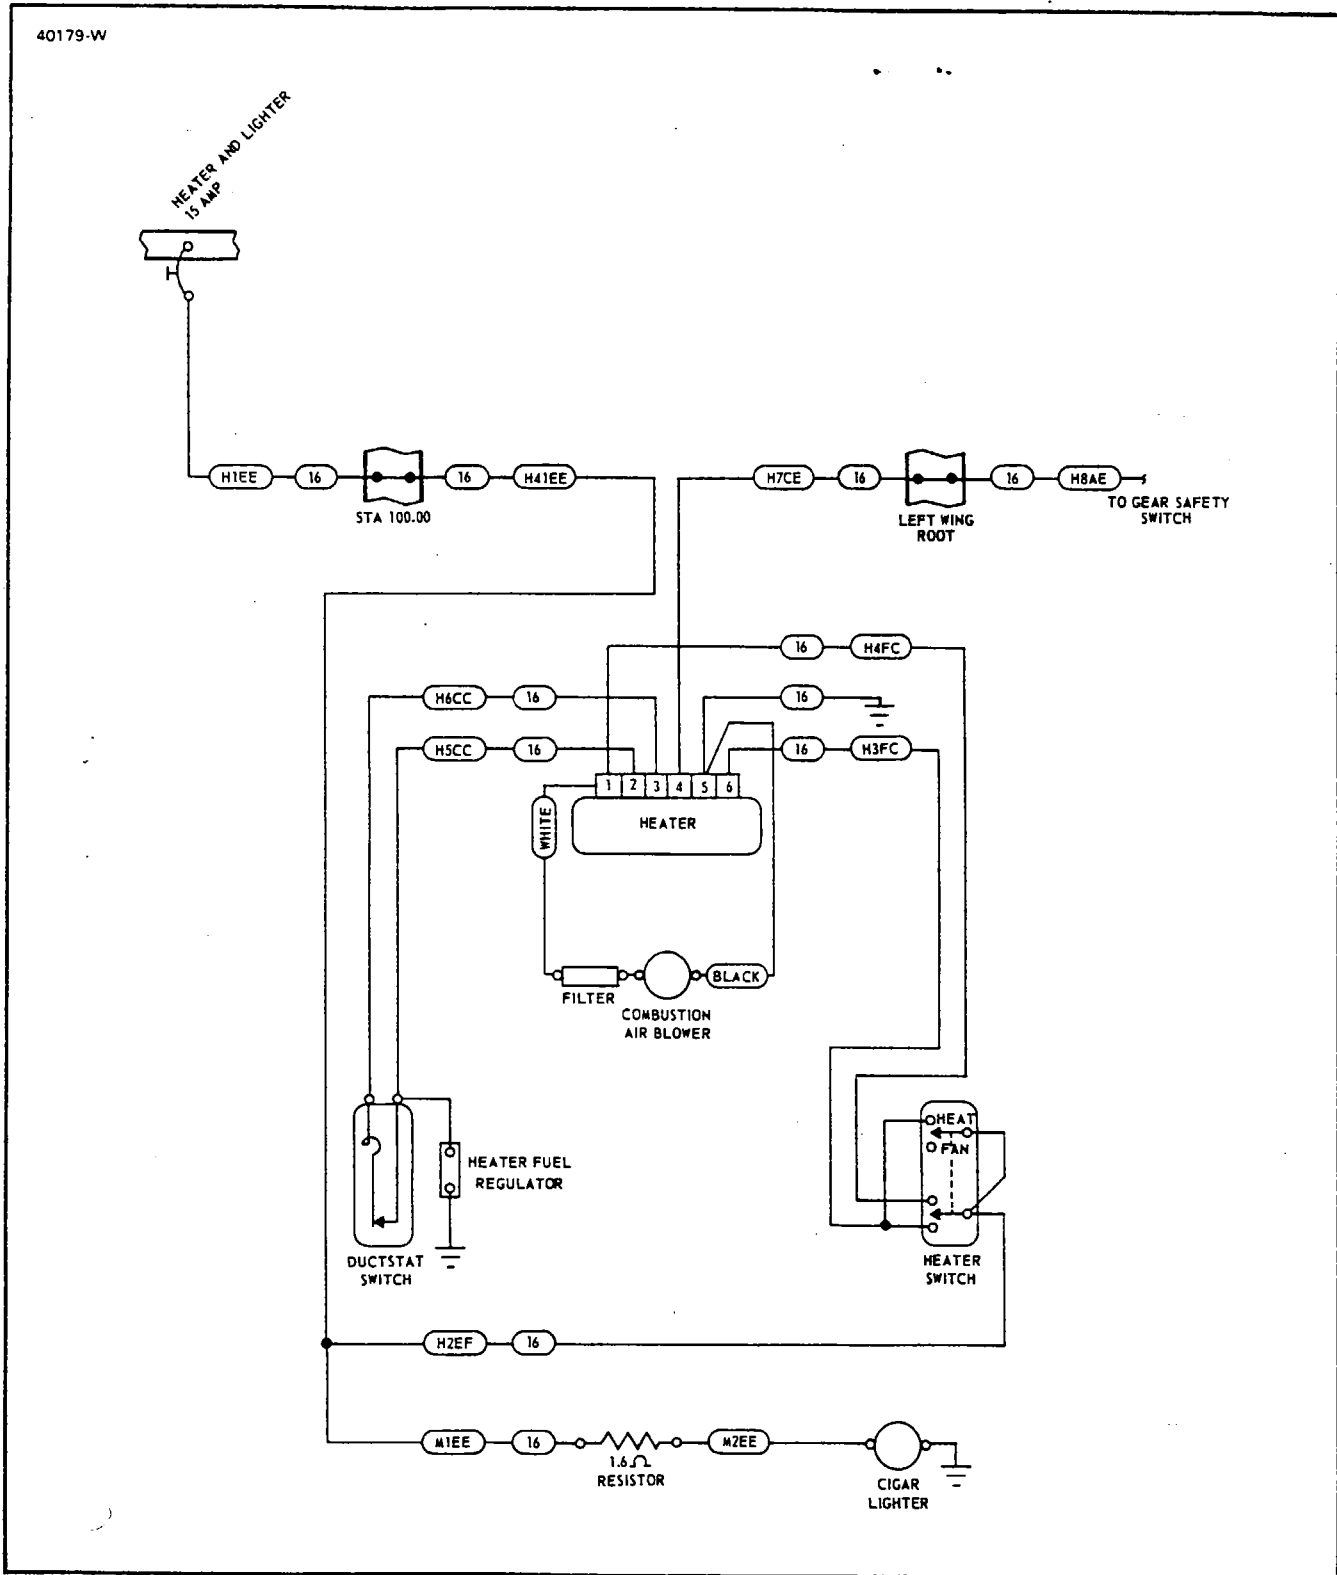 40179-W
HEATER AND LIGHTER
15 AMP
H1EE 16 16 H41EE
STA 100.00
H7CE 16 16 H8AE
LEFT WING
ROOT
TO GEAR SAFETY
SWITCH
16 H4FC
H6CC 16
16
H5CC 16
16 H3FC
1 2 3 4 5 6
HEATER
WHITE
FILTER
COMBUSTION
AIR BLOWER
BLACK
HEATER FUEL
REGULATOR
DUCTSTAT
SWITCH
HEAT
FAN
HEATER
SWITCH
H2EF 16
M1EE 16
1.6Ω
RESISTOR
M2EE
CIGAR
LIGHTER